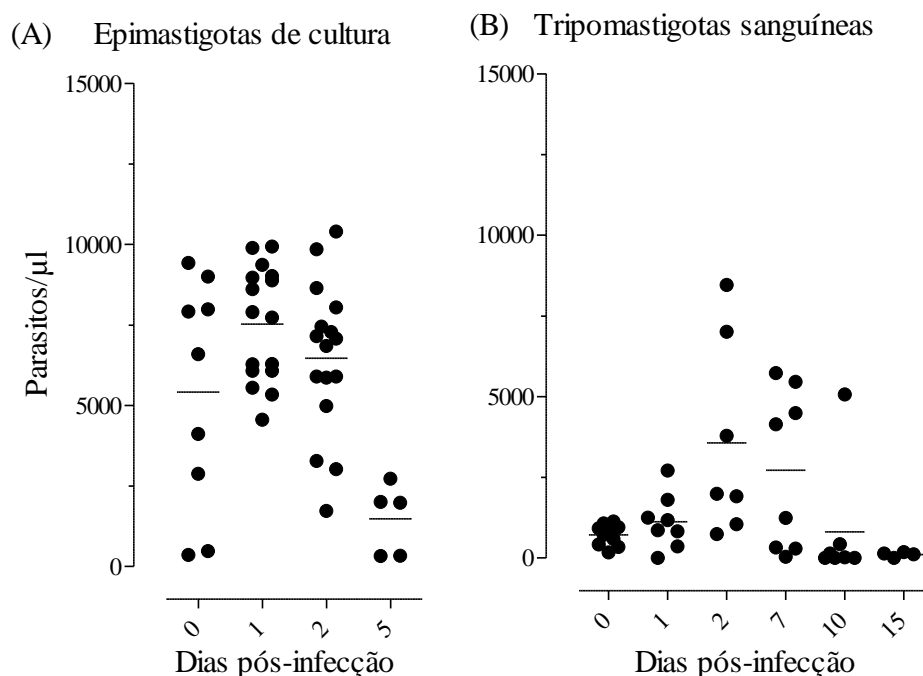 (A) Epimastigotas de cultura
15000
10000
5000
0
Parasitos/µl
0 1 2 5
Dias pós-infecção
(B) Tripomastigotas sanguíneas
15000
10000
5000
0
0 1 2 7 10 15
Dias pós-infecção